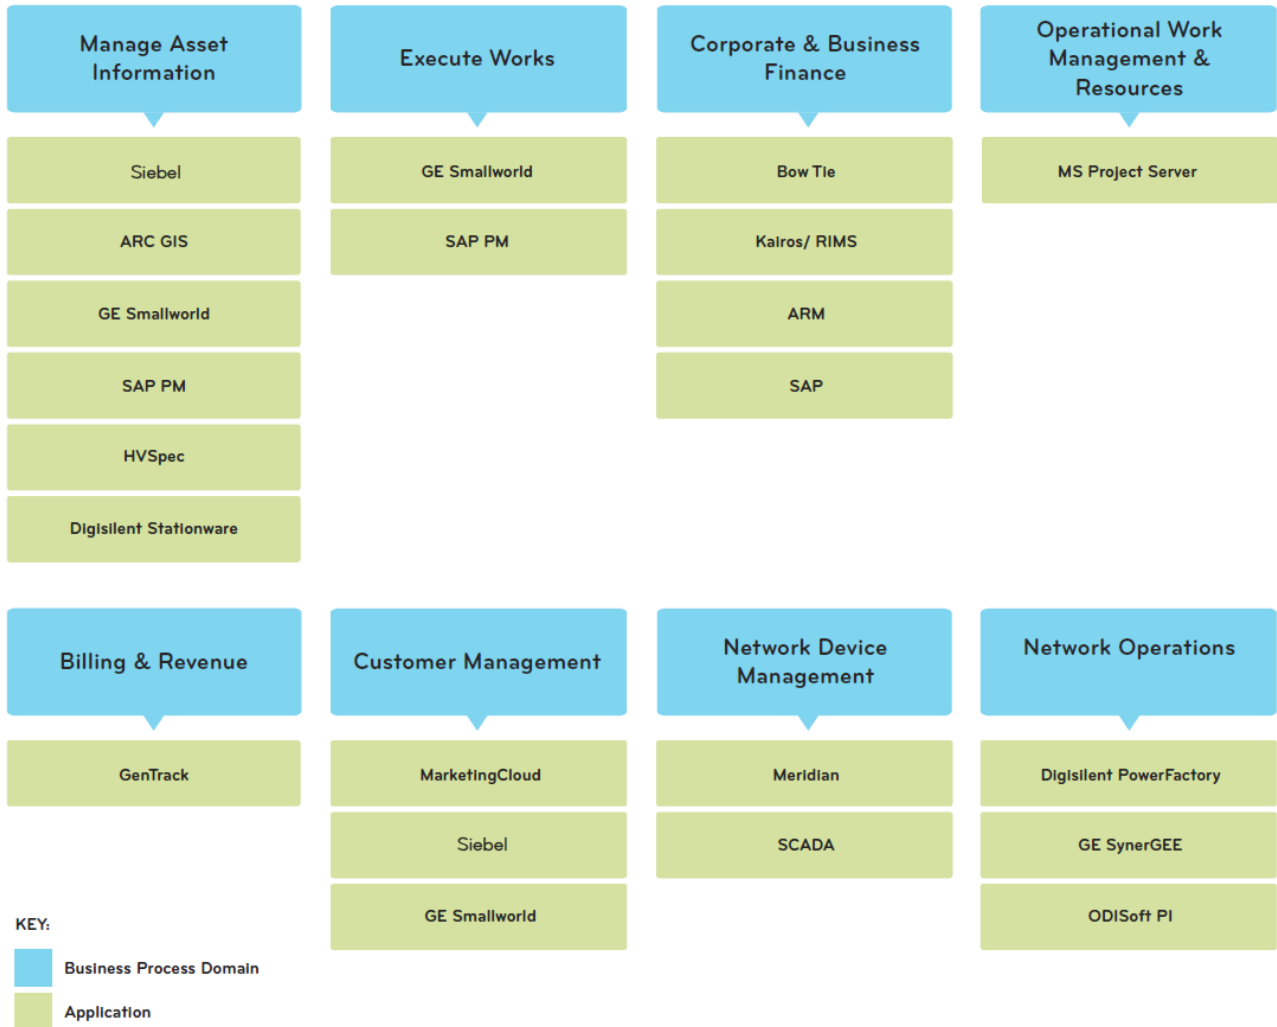 Manage Asset
Information
Execute Works
Corporate & Business
Finance
Operational Work
Management &
Resources
Siebel
ARC GIS
GE Smallworld
SAP PM
HVSpec
Digisilent Stationware
GE Smallworld
SAP PM
Bow Tie
Kairos/ RIMS
ARM
SAP
MS Project Server
Billing & Revenue
Customer Management
Network Device
Management
Network Operations
GenTrack
MarketingCloud
Siebel
GE Smallworld
Meridian
SCADA
Digisilent PowerFactory
GE SynerGEE
ODISoft PI
KEY:
Business Process Domain
Application